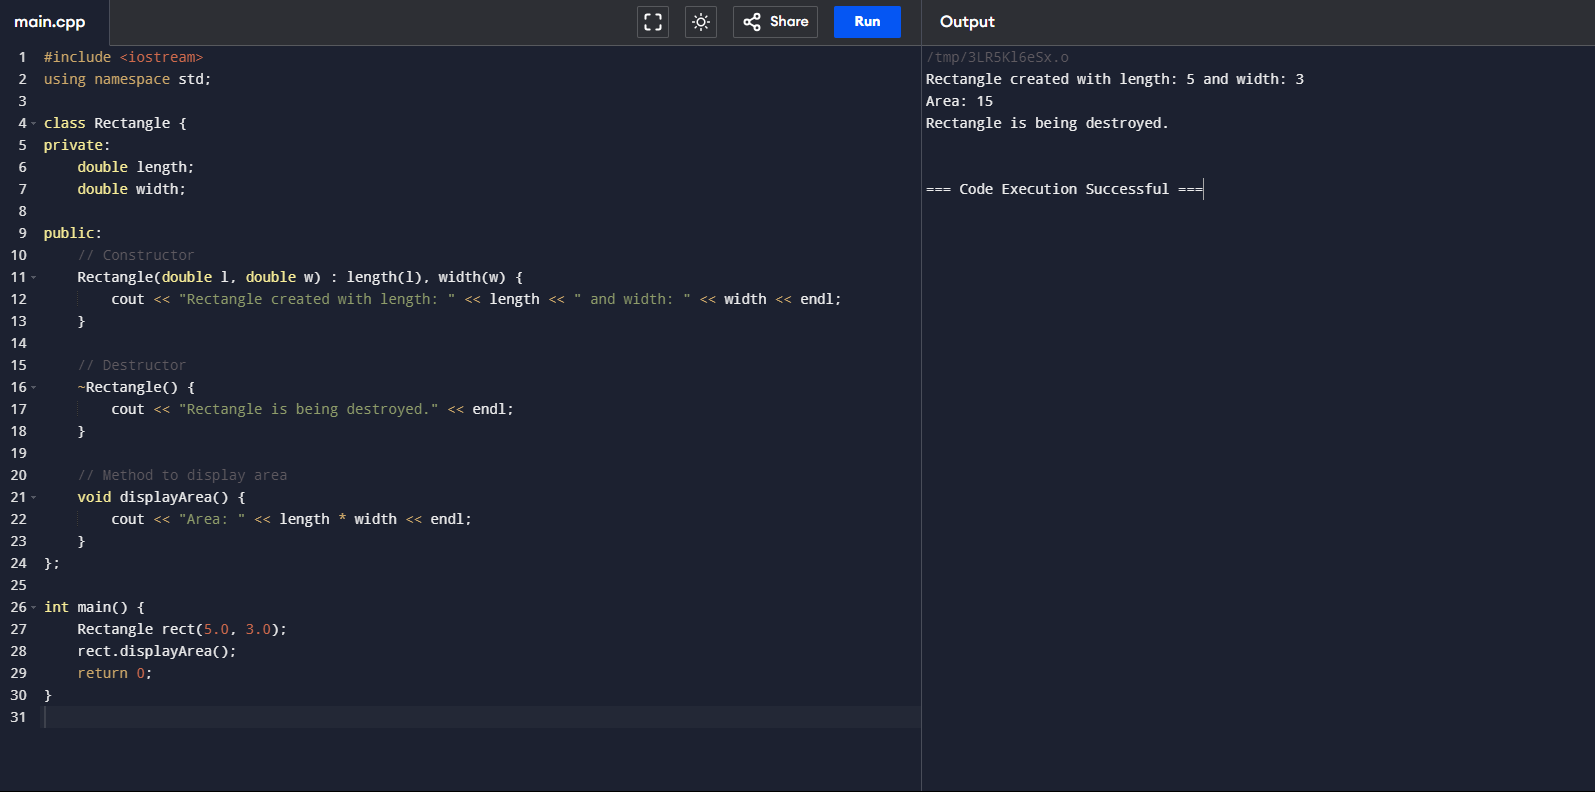 main.cpp
Share
Run
Output
1 #include <iostream>
2 using namespace std;
3
4 class Rectangle {
5 private:
6     double length;
7     double width;
8
9 public:
10     // Constructor
11     Rectangle(double l, double w) : length(l), width(w) {
12         cout << "Rectangle created with length: " << length << " and width: " << width << endl;
13     }
14
15     // Destructor
16     ~Rectangle() {
17         cout << "Rectangle is being destroyed." << endl;
18     }
19
20     // Method to display area
21     void displayArea() {
22         cout << "Area: " << length * width << endl;
23     }
24 };
25
26 int main() {
27     Rectangle rect(5.0, 3.0);
28     rect.displayArea();
29     return 0;
30 }
31
/tmp/3LR5Kl6eSx.o
Rectangle created with length: 5 and width: 3
Area: 15
Rectangle is being destroyed.
=== Code Execution Successful ===